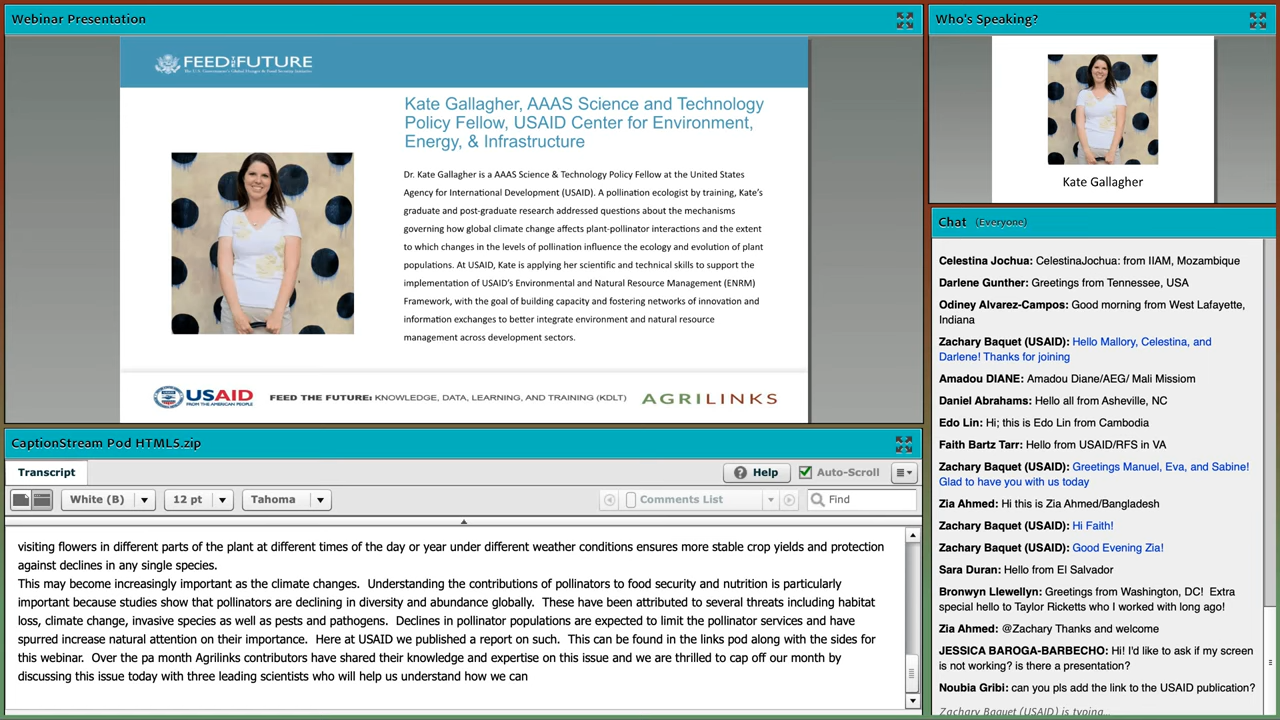 Webinar Presentation
FEED THE FUTURE
The U.S. Government's Global Hunger & Food Security Initiative
Kate Gallagher, AAAS Science and Technology
Policy Fellow, USAID Center for Environment,
Energy, & Infrastructure
Dr. Kate Gallagher is a AAAS Science & Technology Policy Fellow at the United States
Agency for International Development (USAID). A pollination ecologist by training, Kate's
graduate and post-graduate research addressed questions about the mechanisms
governing how global climate change affects plant-pollinator interactions and the extent
to which changes in the levels of pollination influence the ecology and evolution of plant
populations. At USAID, Kate is applying her scientific and technical skills to support the
implementation of USAID's Environmental and Natural Resource Management (ENRM)
Framework, with the goal of building capacity and fostering networks of innovation and
information exchanges to better integrate environment and natural resource
management across development sectors.
USAID
FROM THE AMERICAN PEOPLE
FEED THE FUTURE: KNOWLEDGE, DATA, LEARNING, AND TRAINING (KDLT)
AGRILINKS
CaptionStream Pod HTML5.zip
Transcript
Help
Auto-Scroll
White (B)
12 pt
Tahoma
Comments List
Find
visiting flowers in different parts of the plant at different times of the day or year under different weather conditions ensures more stable crop yields and protection
against declines in any single species.
This may become increasingly important as the climate changes.  Understanding the contributions of pollinators to food security and nutrition is particularly
important because studies show that pollinators are declining in diversity and abundance globally.  These have been attributed to several threats including habitat
loss, climate change, invasive species as well as pests and pathogens.  Declines in pollinator populations are expected to limit the pollinator services and have
spurred increase natural attention on their importance.  Here at USAID we published a report on such.  This can be found in the links pod along with the sides for
this webinar.  Over the pa month Agrilinks contributors have shared their knowledge and expertise on this issue and we are thrilled to cap off our month by
discussing this issue today with three leading scientists who will help us understand how we can
Who's Speaking?
Kate Gallagher
Chat (Everyone)
Celestina Jochua: CelestinaJochua: from IIAM, Mozambique
Darlene Gunther: Greetings from Tennessee, USA
Odiney Alvarez-Campos: Good morning from West Lafayette,
Indiana
Zachary Baquet (USAID): Hello Mallory, Celestina, and
Darlene! Thanks for joining
Amadou DIANE: Amadou Diane/AEG/ Mali Missiom
Daniel Abrahams: Hello all from Asheville, NC
Edo Lin: Hi; this is Edo Lin from Cambodia
Faith Bartz Tarr: Hello from USAID/RFS in VA
Zachary Baquet (USAID): Greetings Manuel, Eva, and Sabine!
Glad to have you with us today
Zia Ahmed: Hi this is Zia Ahmed/Bangladesh
Zachary Baquet (USAID): Hi Faith!
Zachary Baquet (USAID): Good Evening Zia!
Sara Duran: Hello from El Salvador
Bronwyn Llewellyn: Greetings from Washington, DC!  Extra
special hello to Taylor Ricketts who I worked with long ago!
Zia Ahmed: @Zachary Thanks and welcome
JESSICA BAROGA-BARBECHO: Hi! I'd like to ask if my screen
is not working? is there a presentation?
Noubia Gribi: can you pls add the link to the USAID publication?
Zachary Baquet (USAID) is typing...